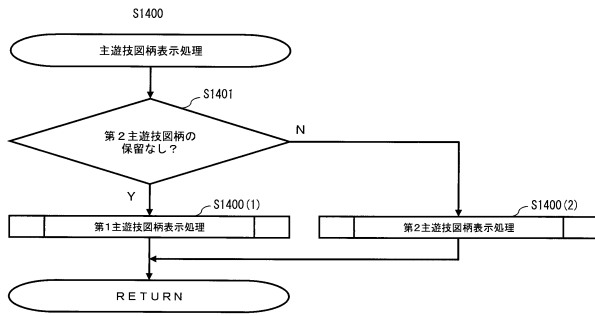 S1400
主遊技図柄表示処理
S1401
第２主遊技図柄の
保留なし？
N
Y
S1400(1)
S1400(2)
第1主遊技図柄表示処理
第2主遊技図柄表示処理
ＲＥＴＵＲＮ